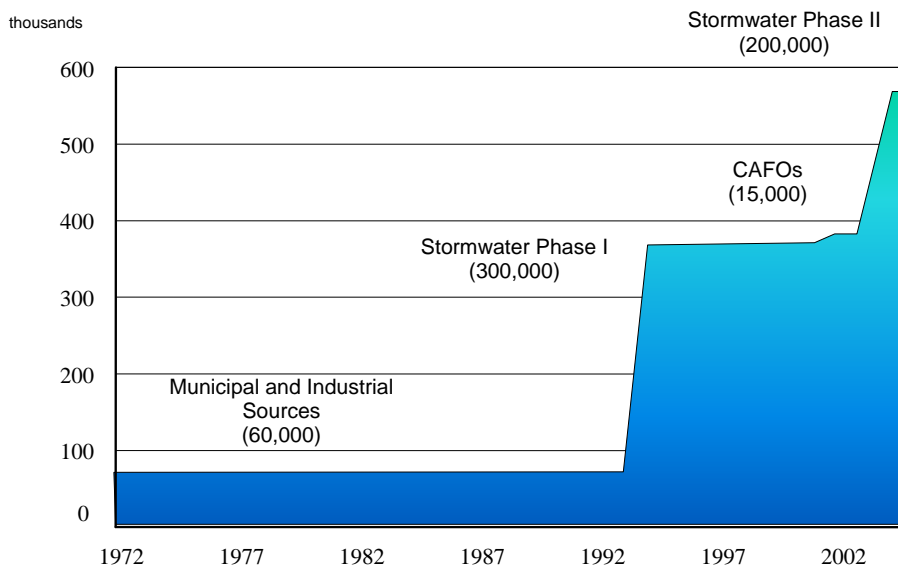 thousands
Stormwater Phase II
(200,000)
600
500
CAFOs
(15,000)
400
Stormwater Phase I
(300,000)
300
200
Municipal and Industrial
Sources
(60,000)
100
0
1972 1977 1982 1987 1992 1997 2002